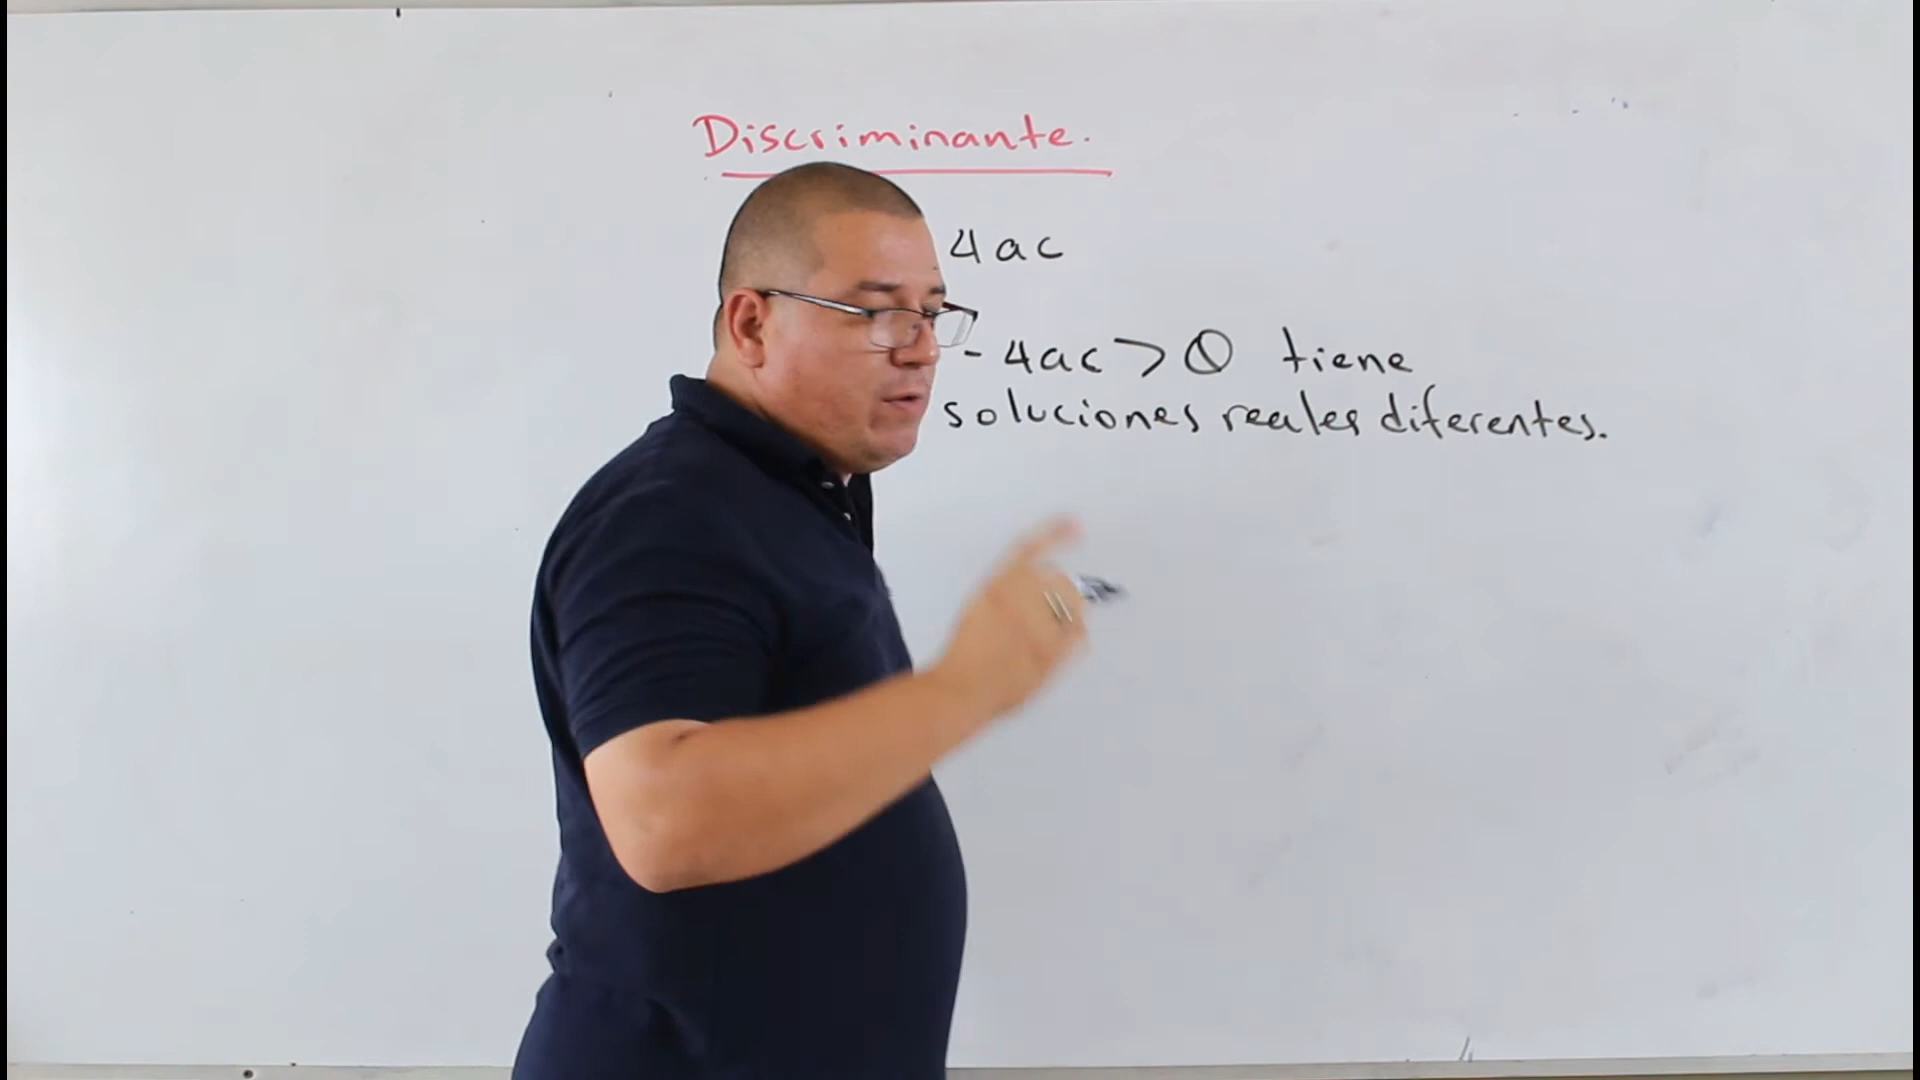 Discriminante.
4ac
- 4ac > 0 tiene
soluciones reales diferentes.